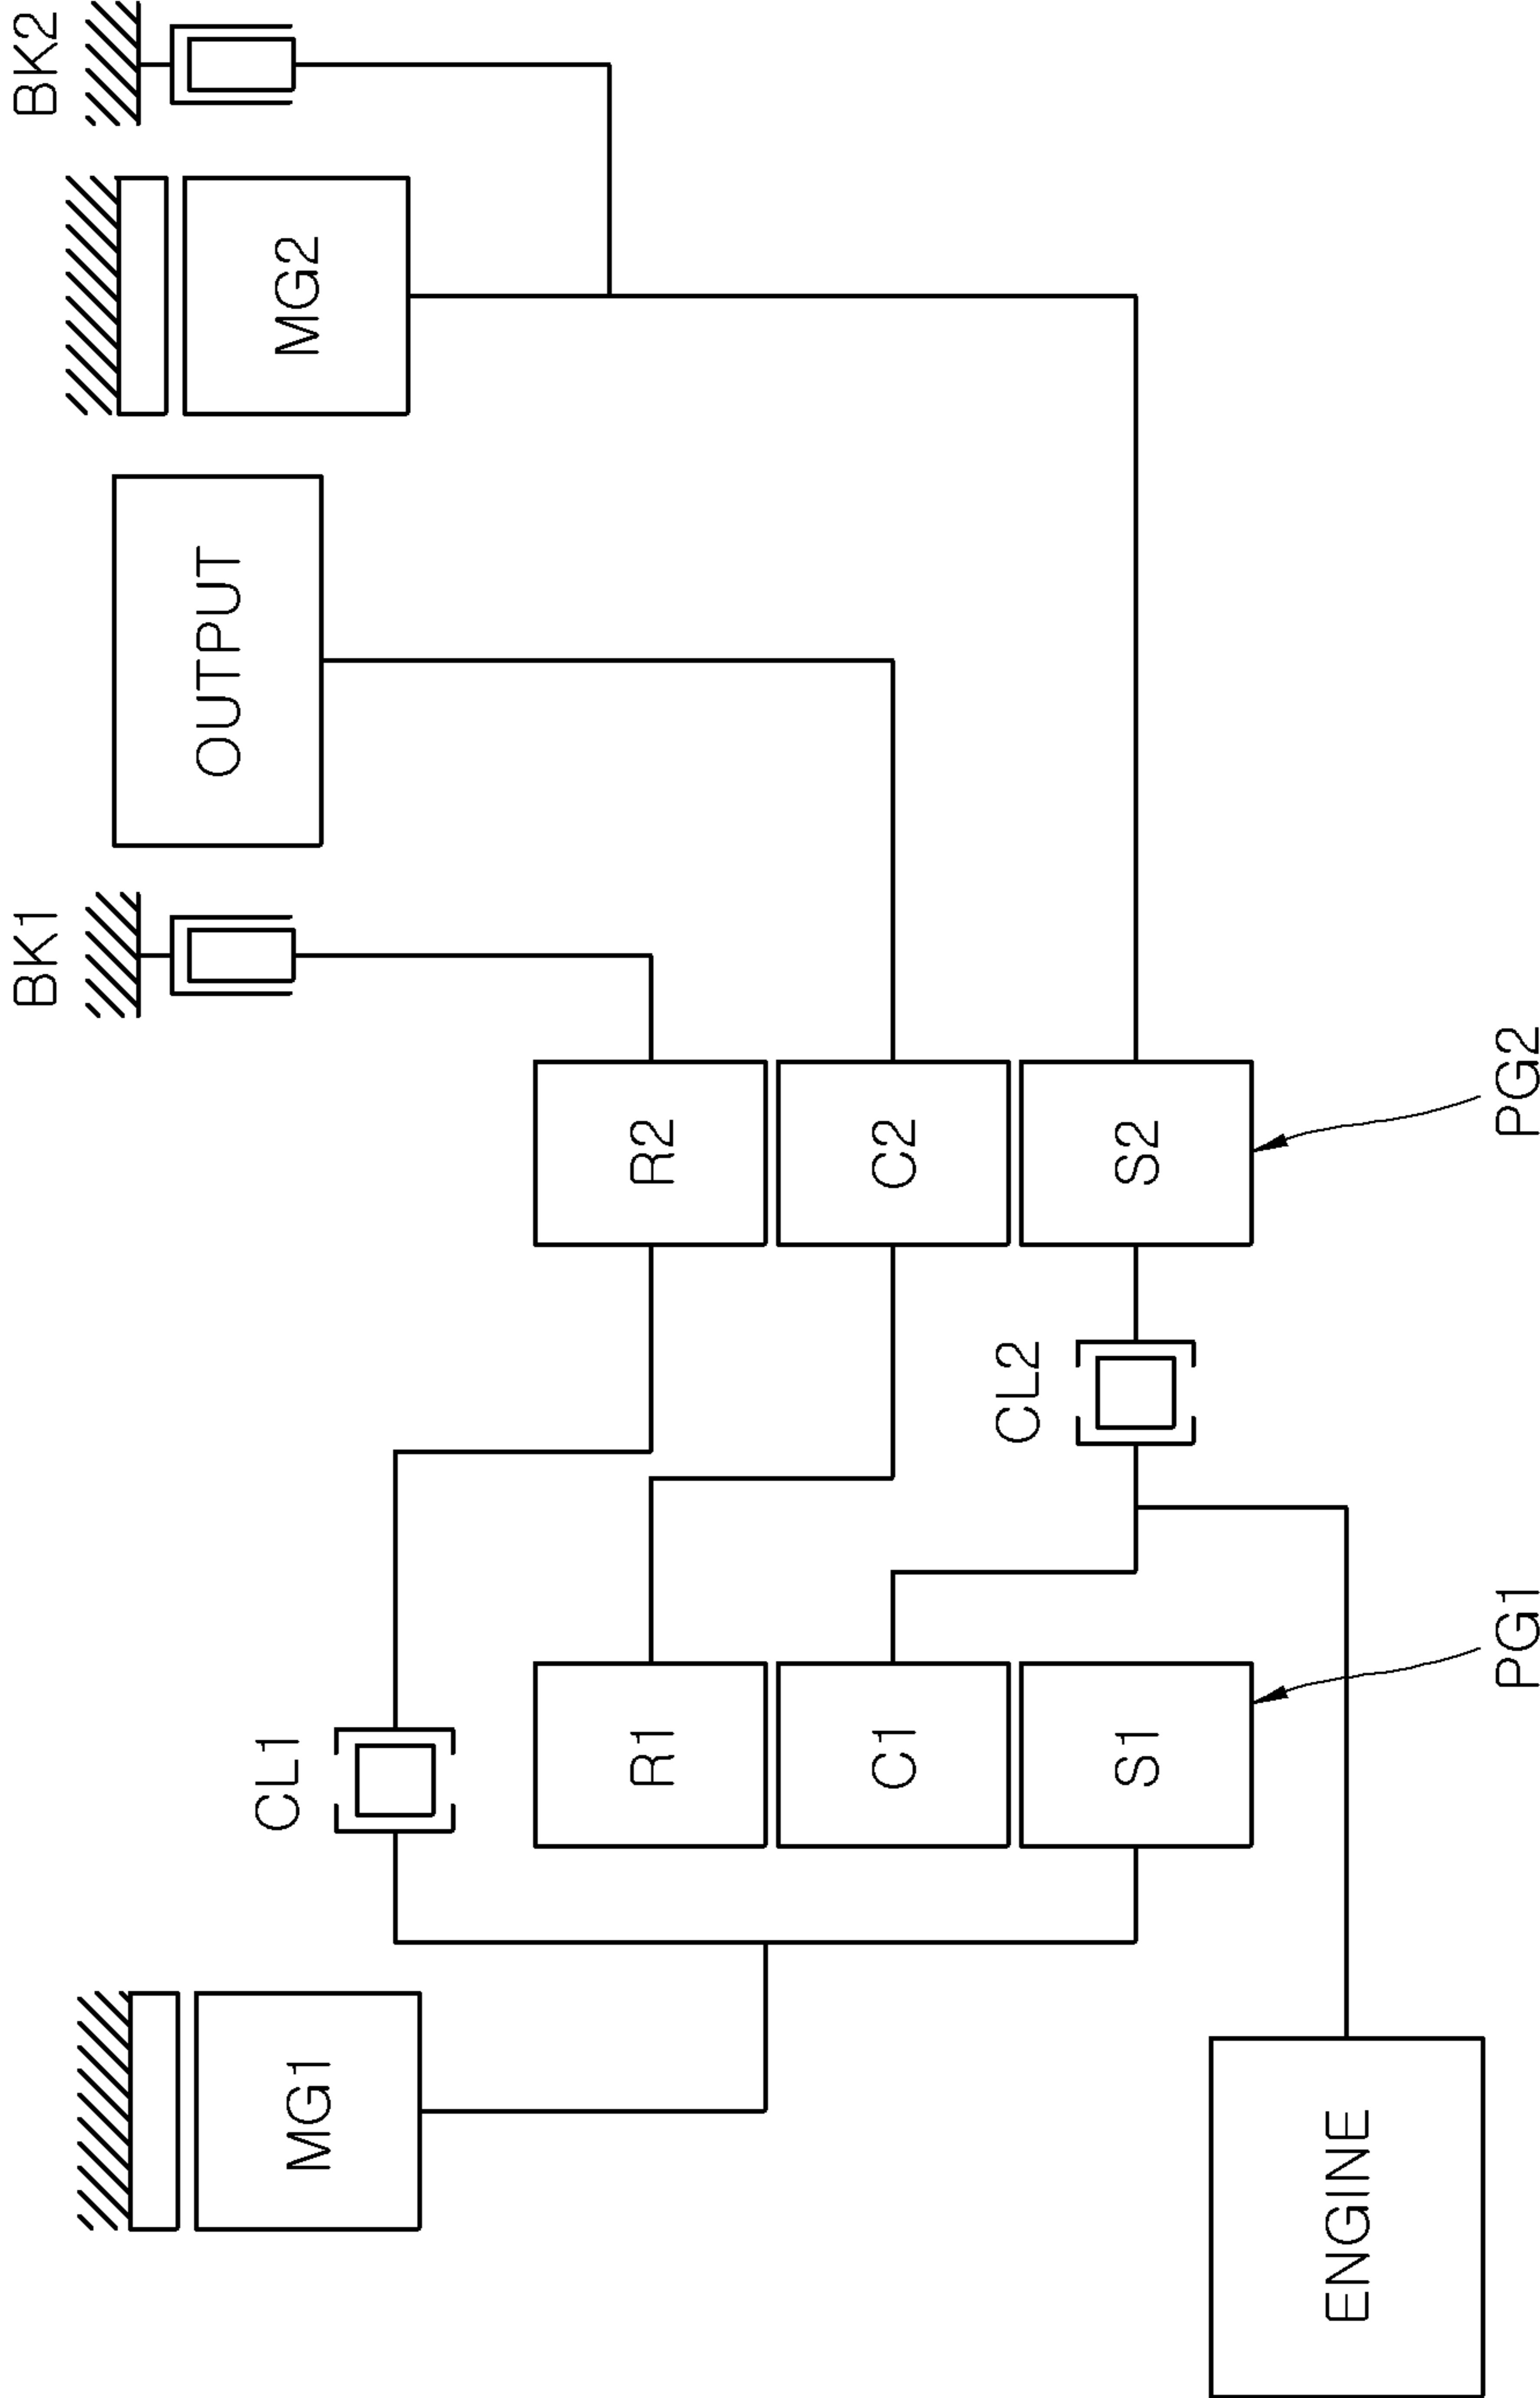 BK1
BK2
MG1
CL1
OUTPUT
MG2
R1
R2
C1
CL2
C2
S1
S2
ENGINE
PG1
PG2